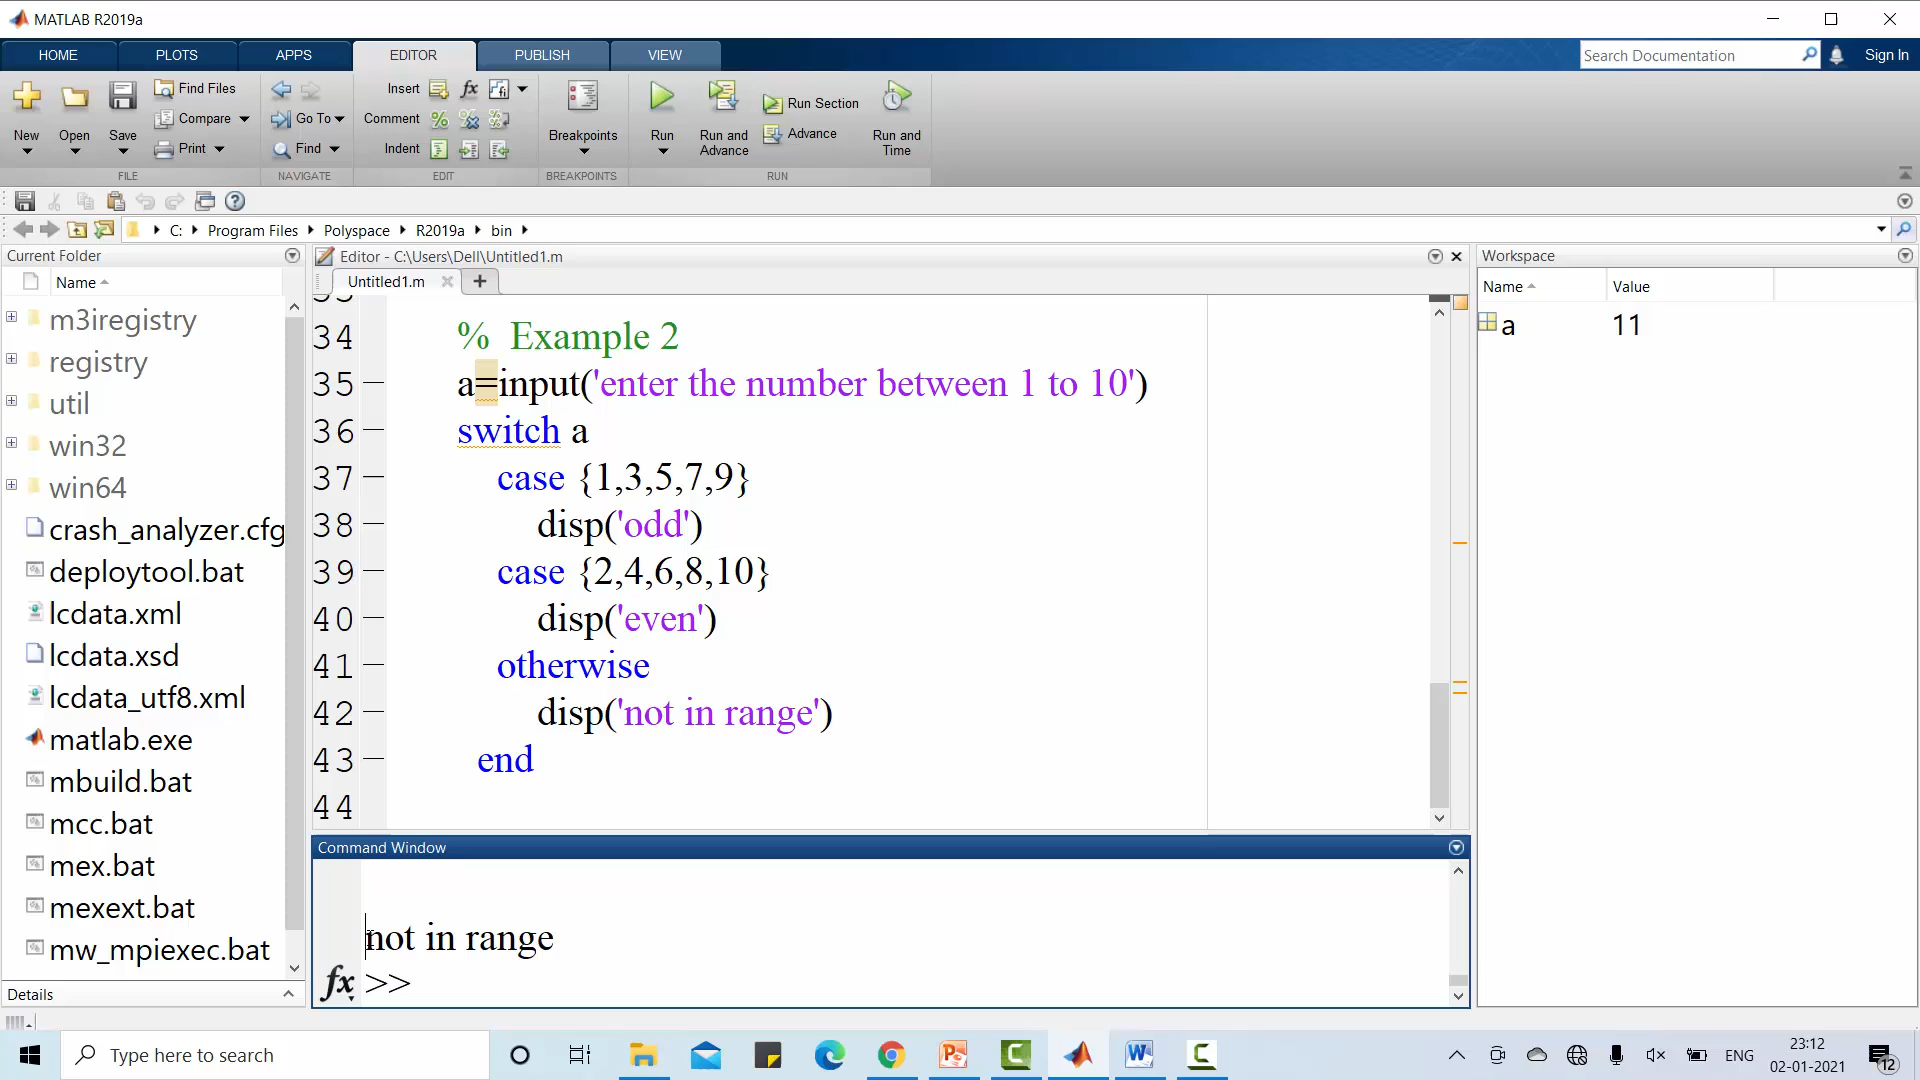 MATLAB R2019a
HOME PLOTS APPS EDITOR PUBLISH VIEW
Search Documentation
Sign In
New
Open
Save
Find Files
Compare
Print
FILE
Go To
Find
NAVIGATE
Insert fx
Comment
Indent
EDIT
Breakpoints
BREAKPOINTS
Run
Run and Advance
Run Section
Advance
Run and Time
RUN
C: Program Files Polyspace R2019a bin
Current Folder
Name
m3iregistry
registry
util
win32
win64
crash_analyzer.cfg
deploytool.bat
lcdata.xml
lcdata.xsd
lcdata_utf8.xml
matlab.exe
mbuild.bat
mcc.bat
mex.bat
mexext.bat
mw_mpiexec.bat
Details
Editor - C:\Users\Dell\Untitled1.m
Untitled1.m
34 % Example 2
35 a=input('enter the number between 1 to 10')
36 switch a
37 case {1,3,5,7,9}
38 disp('odd')
39 case {2,4,6,8,10}
40 disp('even')
41 otherwise
42 disp('not in range')
43 end
44
Command Window
not in range
fx >>
Workspace
Name Value
a 11
Type here to search
ENG
23:12
02-01-2021
12